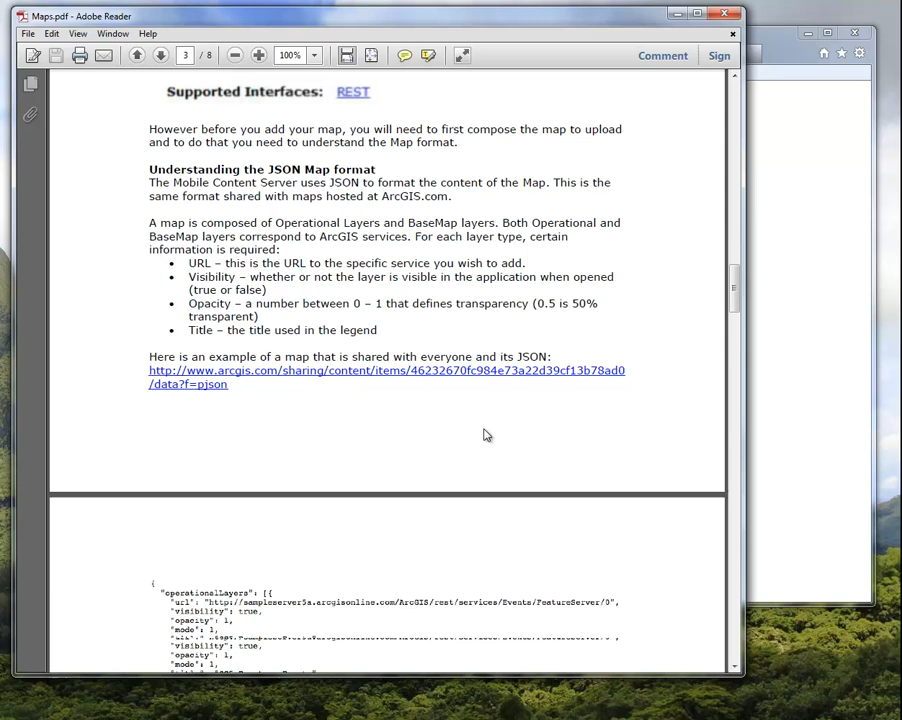 Maps.pdf - Adobe Reader
File Edit View Window Help
3 / 8 100% Comment Sign
Supported Interfaces: REST
However before you add your map, you will need to first compose the map to upload
and to do that you need to understand the Map format.
Understanding the JSON Map format
The Mobile Content Server uses JSON to format the content of the Map. This is the
same format shared with maps hosted at ArcGIS.com.
A map is composed of Operational Layers and BaseMap layers. Both Operational and
BaseMap layers correspond to ArcGIS services. For each layer type, certain
information is required:
• URL – this is the URL to the specific service you wish to add.
• Visibility – whether or not the layer is visible in the application when opened
(true or false)
• Opacity – a number between 0 – 1 that defines transparency (0.5 is 50%
transparent)
• Title – the title used in the legend
Here is an example of a map that is shared with everyone and its JSON:
http://www.arcgis.com/sharing/content/items/46232670fc984e73a22d39cf13b78ad0
/data?f=pjson
{
"operationalLayers": [{
"url": "http://sampleserver5a.arcgisonline.com/ArcGIS/rest/services/Events/FeatureServer/0",
"visibility": true,
"opacity": 1,
"mode": 1,
"visibility": true,
"opacity": 1,
"mode": 1,